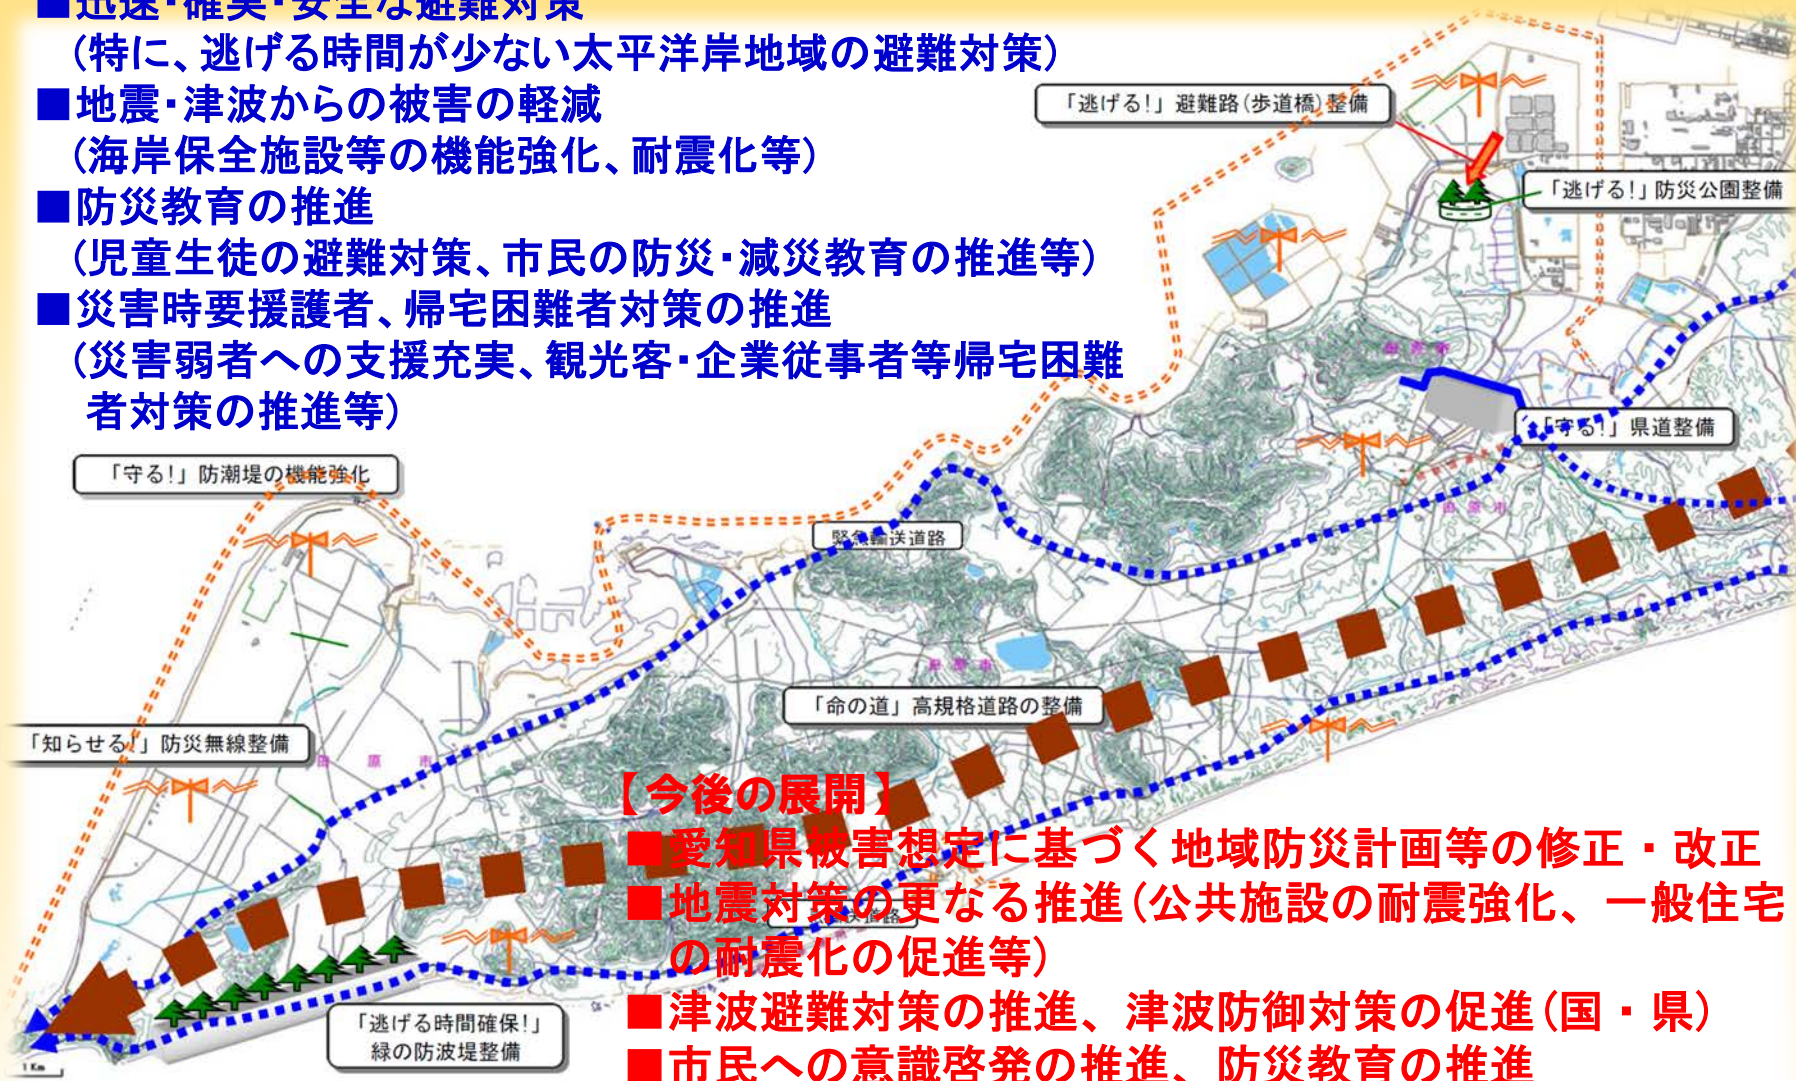 ■迅速・確実・安全な避難対策
(特に、逃げる時間が少ない太平洋岸地域の避難対策)
■地震・津波からの被害の軽減
(海岸保全施設等の機能強化、耐震化等)
■防災教育の推進
(児童生徒の避難対策、市民の防災・減災教育の推進等)
■災害時要援護者、帰宅困難者対策の推進
(災害弱者への支援充実、観光客・企業従事者等帰宅困難
者対策の推進等)
「逃げる!」避難路(歩道橋)整備
「逃げる!」防災公園整備
田原市
「守る!」県道整備
田原市
「守る!」防潮堤の機能強化
緊急輸送道路
田原市
「命の道」高規格道路の整備
「知らせる!」防災無線整備
田原市
【今後の展開】
■愛知県被害想定に基づく地域防災計画等の修正・改正
■地震対策の更なる推進(公共施設の耐震強化、一般住宅
の耐震化の促進等)
■津波避難対策の推進、津波防御対策の促進(国・県)
■市民への意識啓発の推進、防災教育の推進
「逃げる時間確保!」
緑の防波堤整備
1 Km